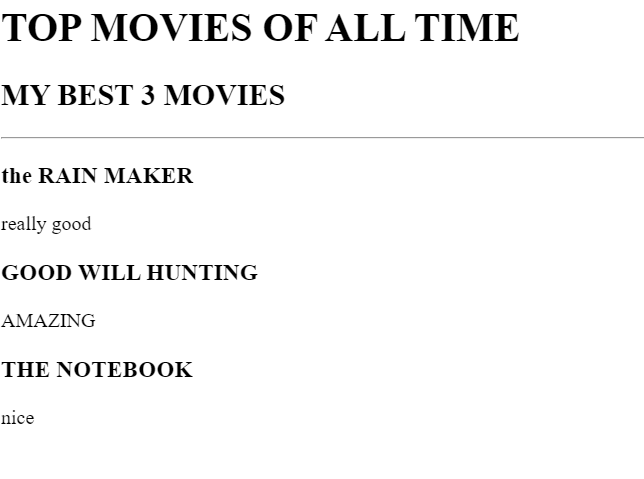 TOP MOVIES OF ALL TIME
MY BEST 3 MOVIES
the RAIN MAKER
really good
GOOD WILL HUNTING
AMAZING
THE NOTEBOOK
nice